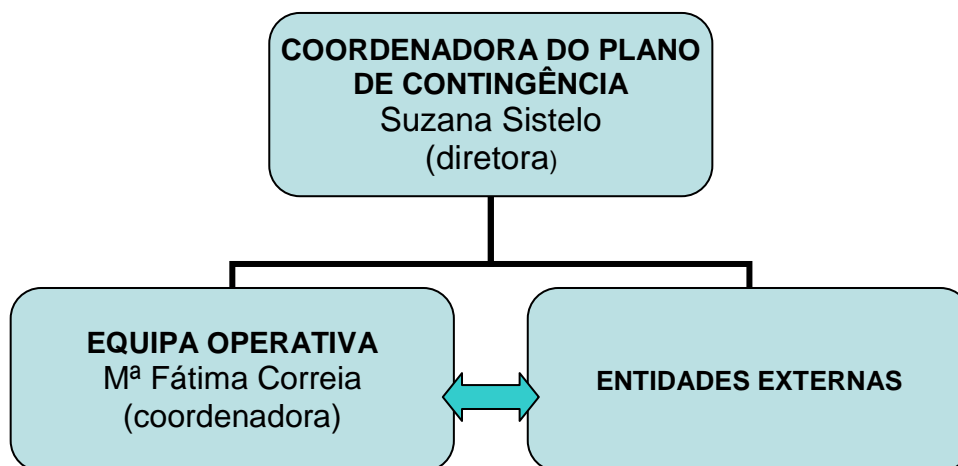 COORDENADORA DO PLANO
DE CONTINGÊNCIA
Suzana Sistelo
(diretora)
EQUIPA OPERATIVA
Mª Fátima Correia
(coordenadora)
ENTIDADES EXTERNAS